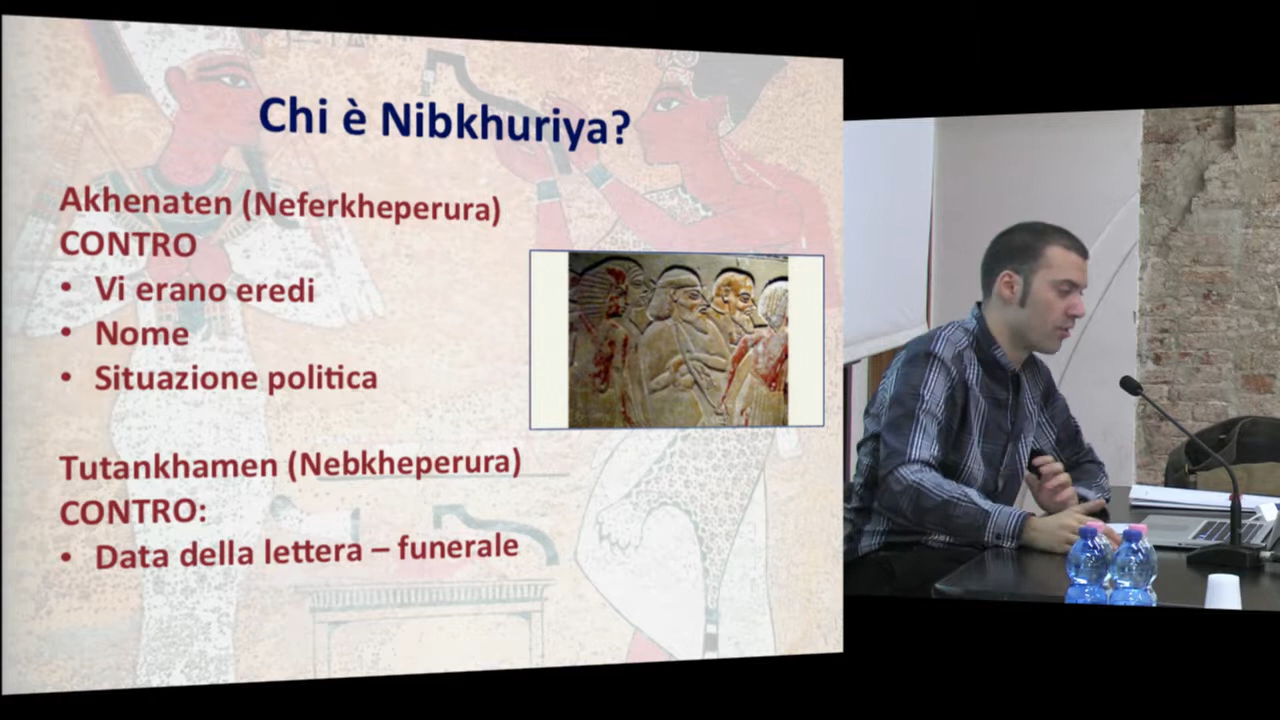 Chi è Nibkhuriya?
Akhenaten (Neferkheperura)
CONTRO
• Vi erano eredi
• Nome
• Situazione politica
Tutankhamen (Nebkheperura)
CONTRO:
• Data della lettera – funerale